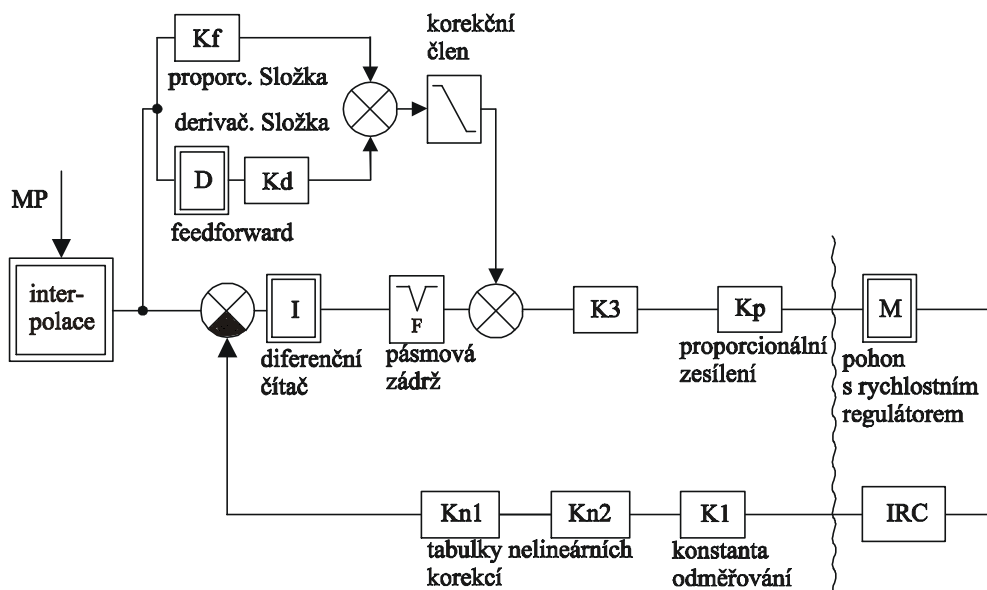 korekční
člen
Kf
proporc. Složka
derivač. Složka
D
Kd
feedforward
MP
inter-
polace
I
diferenční
čítač
F
pásmová
zádrž
K3
Kp
proporcionální
zesílení
M
pohon
s rychlostním
regulátorem
Kn1
Kn2
K1
IRC
tabulky nelineárních
korekcí
konstanta
odměřování